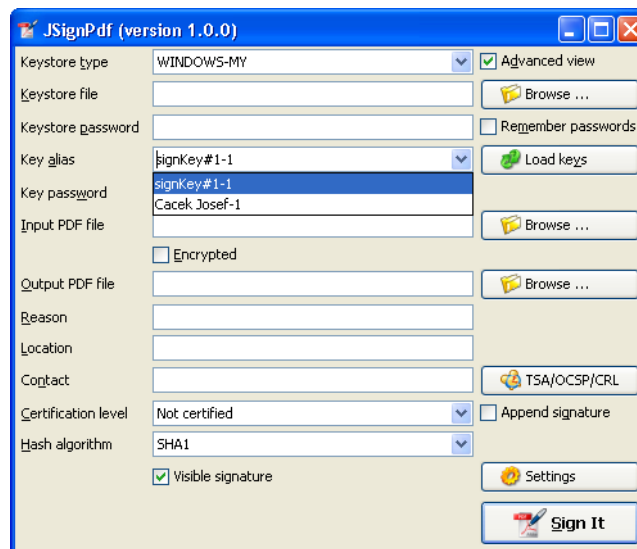 JSignPdf (version 1.0.0)
Keystore type WINDOWS-MY Advanced view
Keystore file Browse ...
Keystore password Remember passwords
Key alias signKey#1-1 Load keys
signKey#1-1
Key password
Cacek Josef-1
Input PDF file Browse ...
Encrypted
Output PDF file Browse ...
Reason
Location
Contact TSA/OCSP/CRL
Certification level Not certified Append signature
Hash algorithm SHA1
Visible signature Settings
Sign It